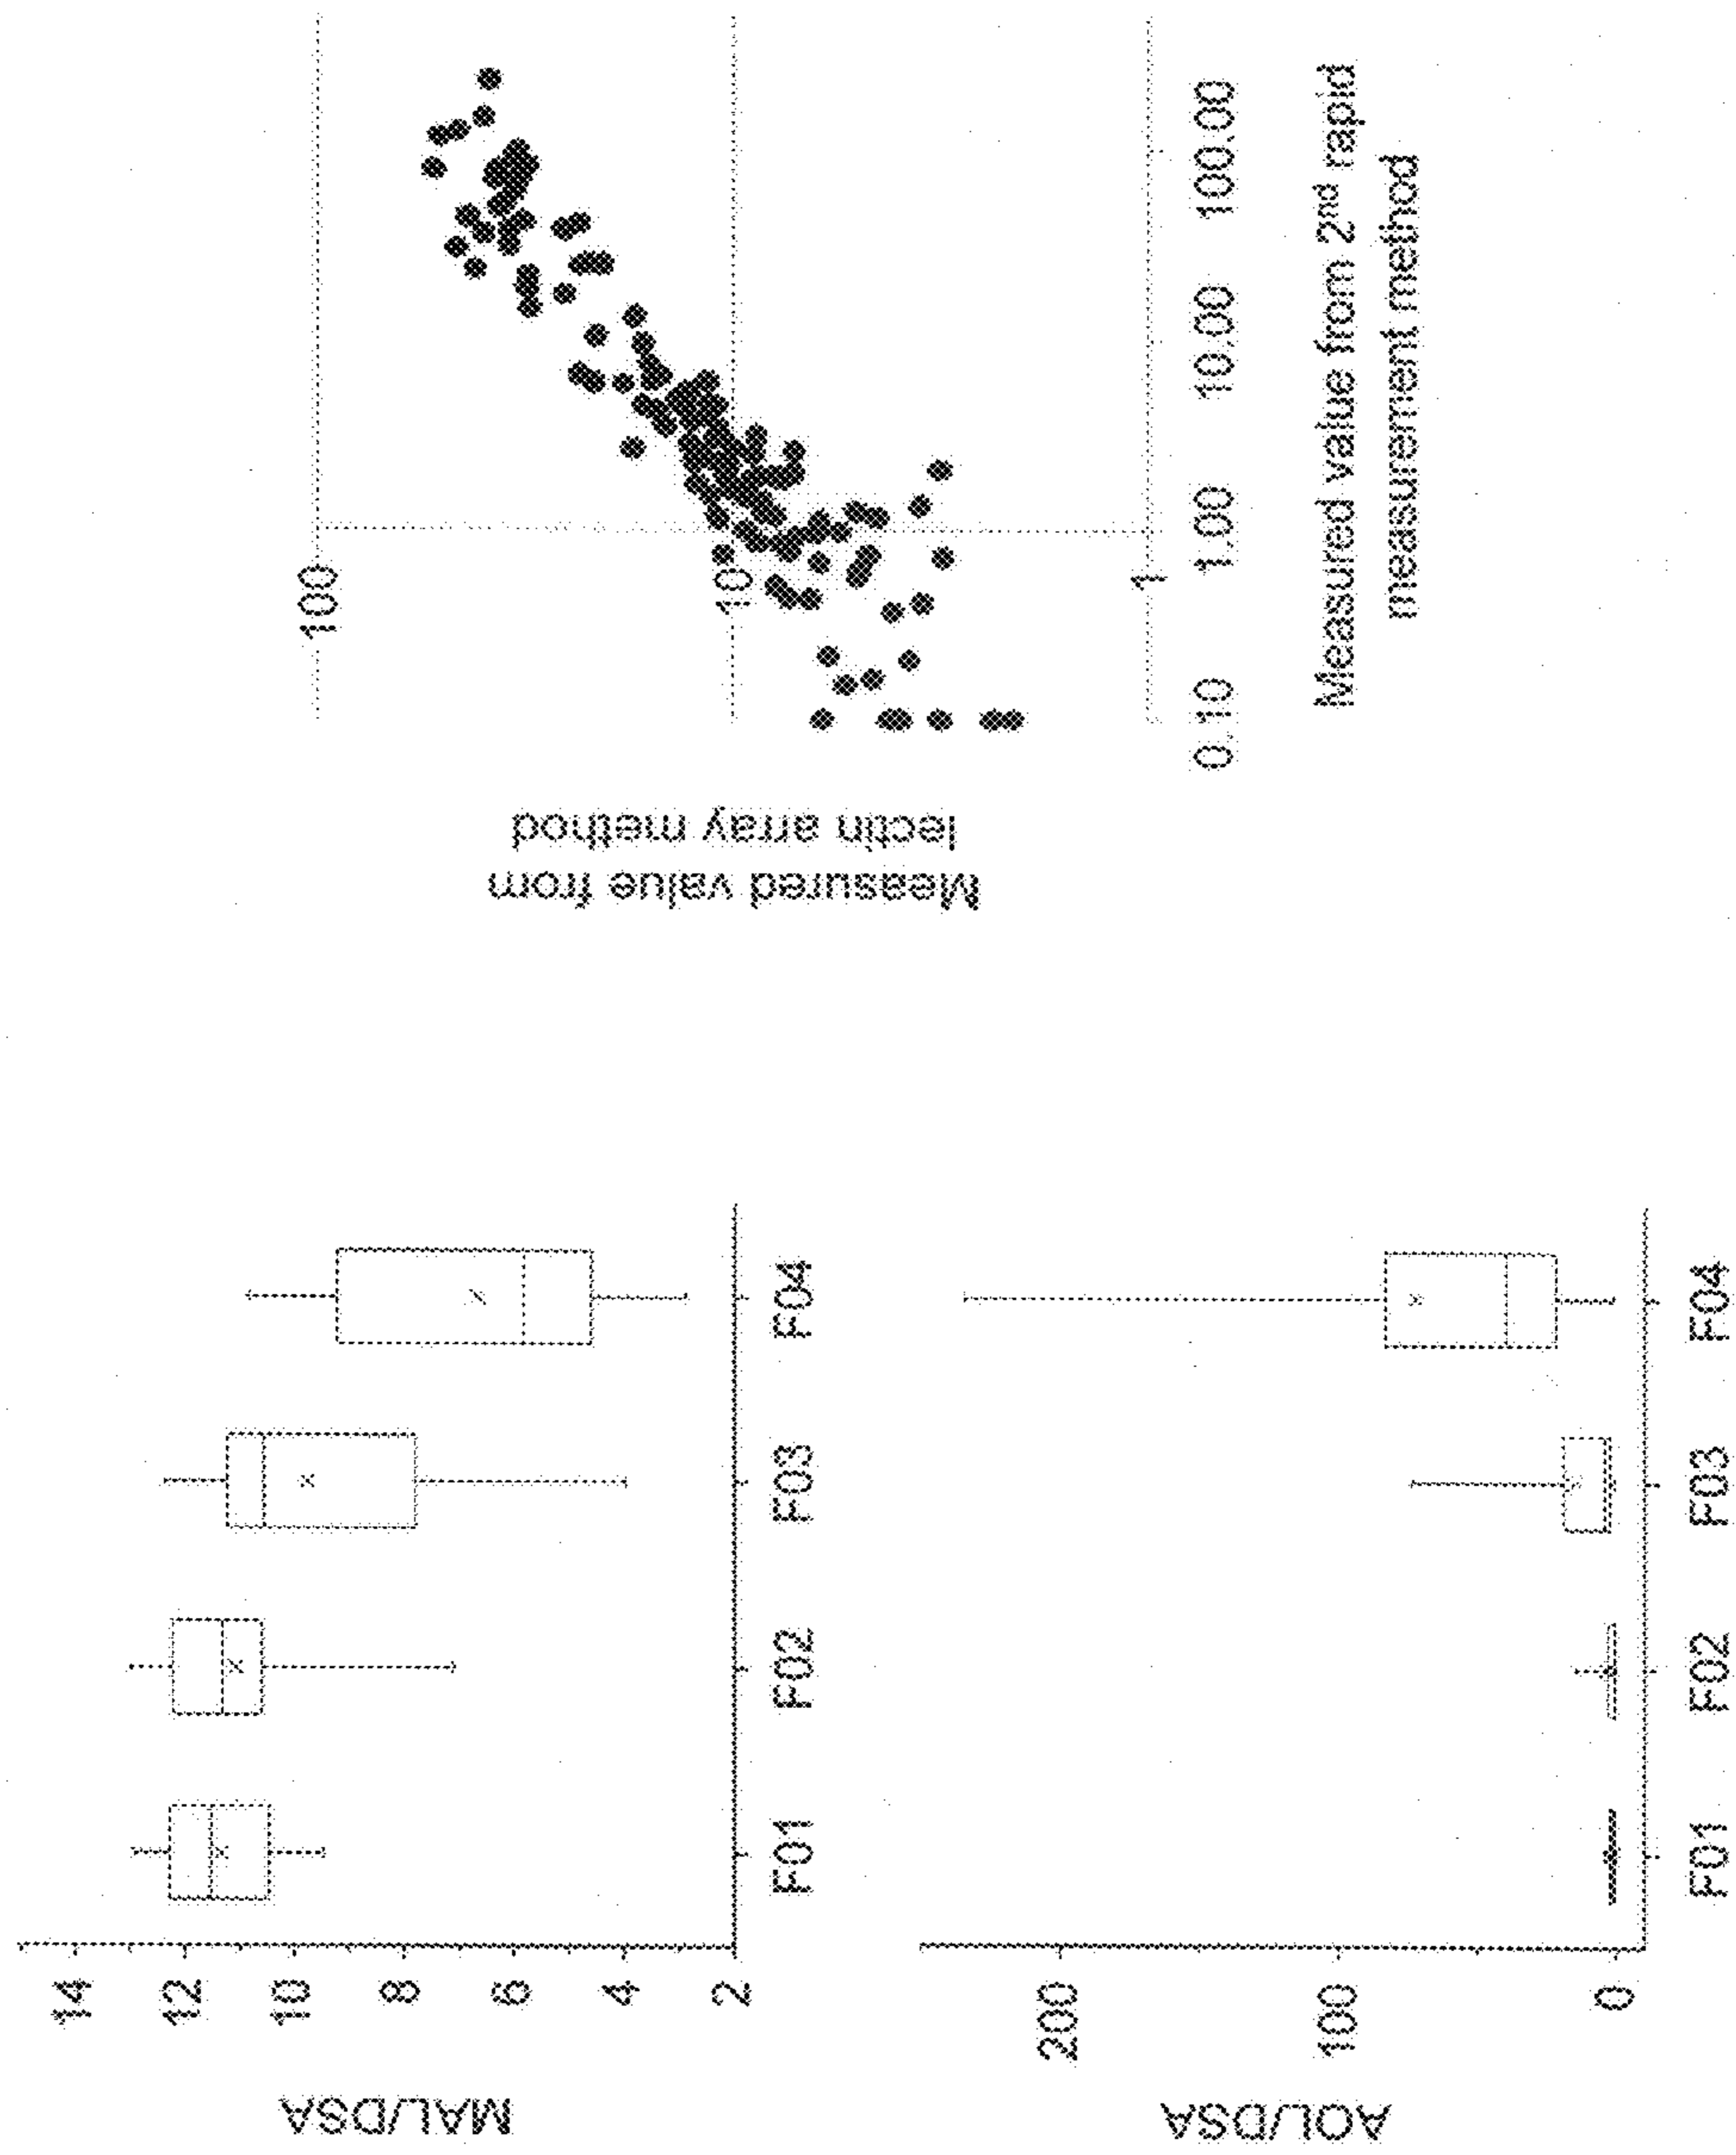 MAL/DSA
14
12
10
8
6
4
2
F01
F02
F03
F04
AOL/DSA
200
100
0
F01
F02
F03
F04
Measured value from
lectin array method
100
10
1
0.10
1.00
10.00
100.00
Measured value from 2nd rapid
measurement method